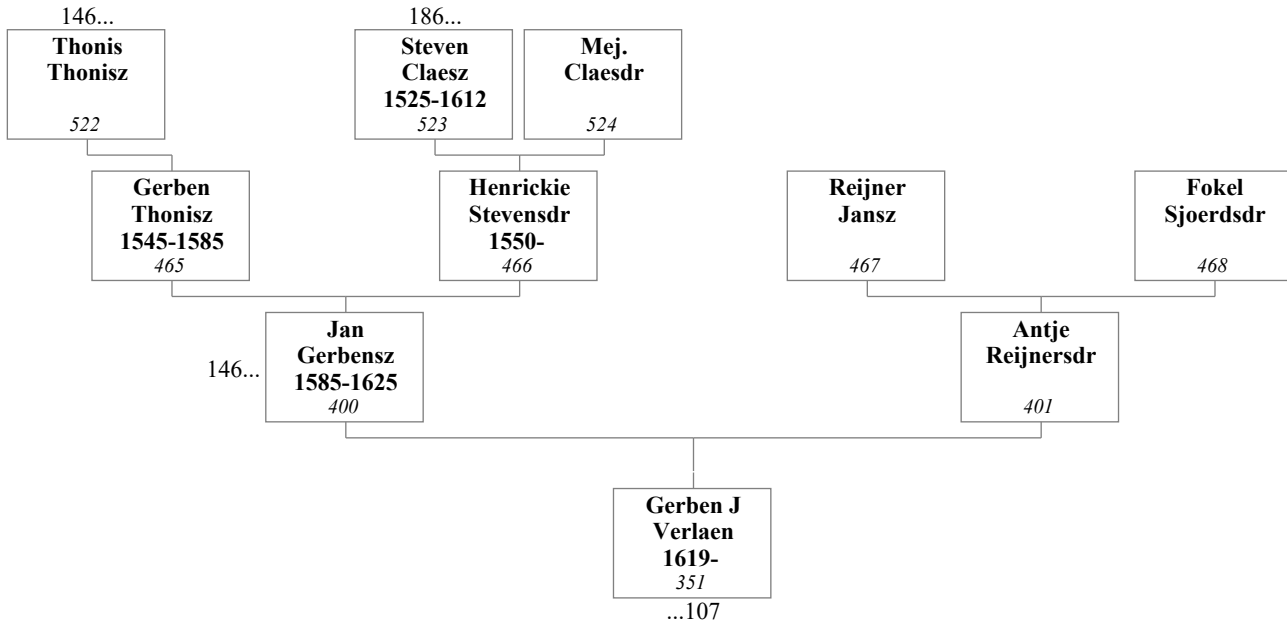 146...
Thonis
Thonisz
522
186...
Steven
Claesz
1525-1612
523
Mej.
Claesdr
524
Gerben
Thonisz
1545-1585
465
Henrickie
Stevensdr
1550-
466
Reijner
Jansz
467
Fokel
Sjoerdsdr
468
146...
Jan
Gerbensz
1585-1625
400
Antje
Reijnersdr
401
Gerben J
Verlaen
1619-
351
...107